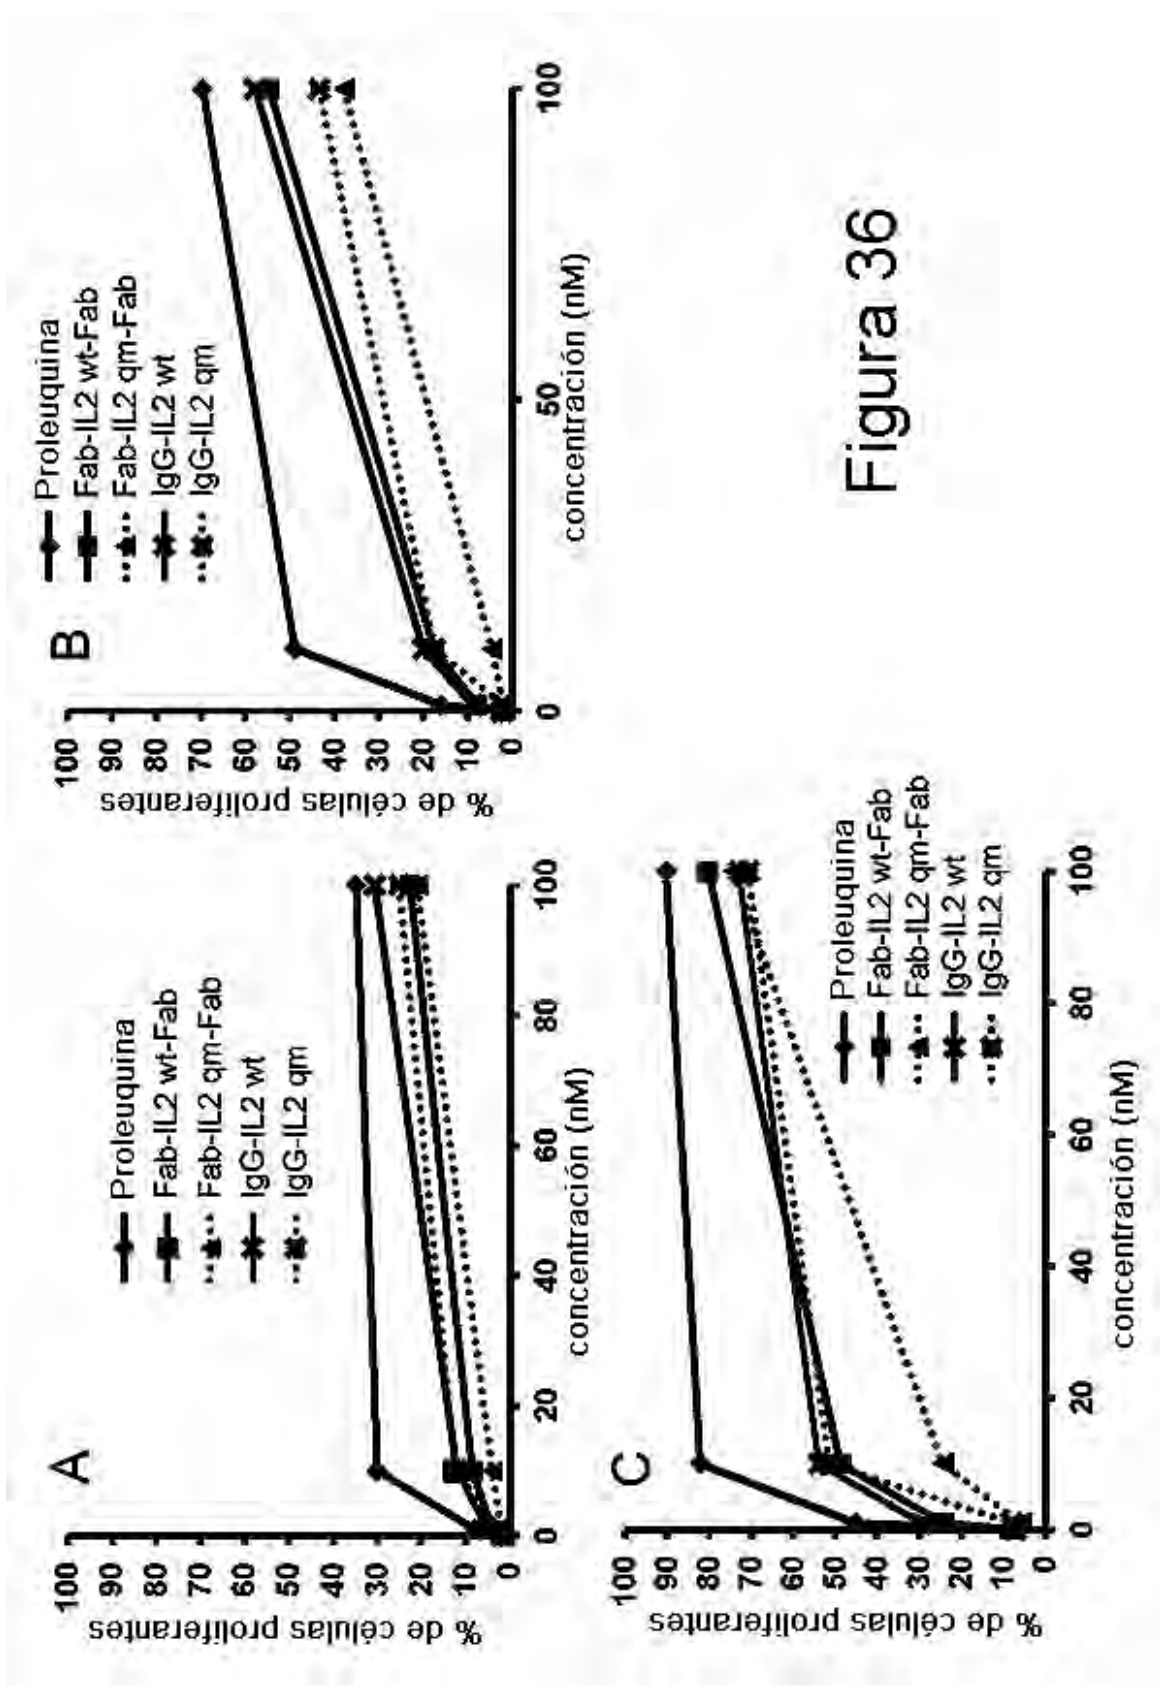 A
100
90
80
70
60
50
40
30
20
10
0
% de células proliferantes
0
20
40
60
80
100
concentración (nM)
Proleuquina
Fab-IL2 wt-Fab
Fab-IL2 qm-Fab
IgG-IL2 wt
IgG-IL2 qm
B
100
90
80
70
60
50
40
30
20
10
0
% de células proliferantes
0
50
100
concentración (nM)
Proleuquina
Fab-IL2 wt-Fab
Fab-IL2 qm-Fab
IgG-IL2 wt
IgG-IL2 qm
C
100
90
80
70
60
50
40
30
20
10
0
% de células proliferantes
0
20
40
60
80
100
concentración (nM)
Proleuquina
Fab-IL2 wt-Fab
Fab-IL2 qm-Fab
IgG-IL2 wt
IgG-IL2 qm
Figura 36